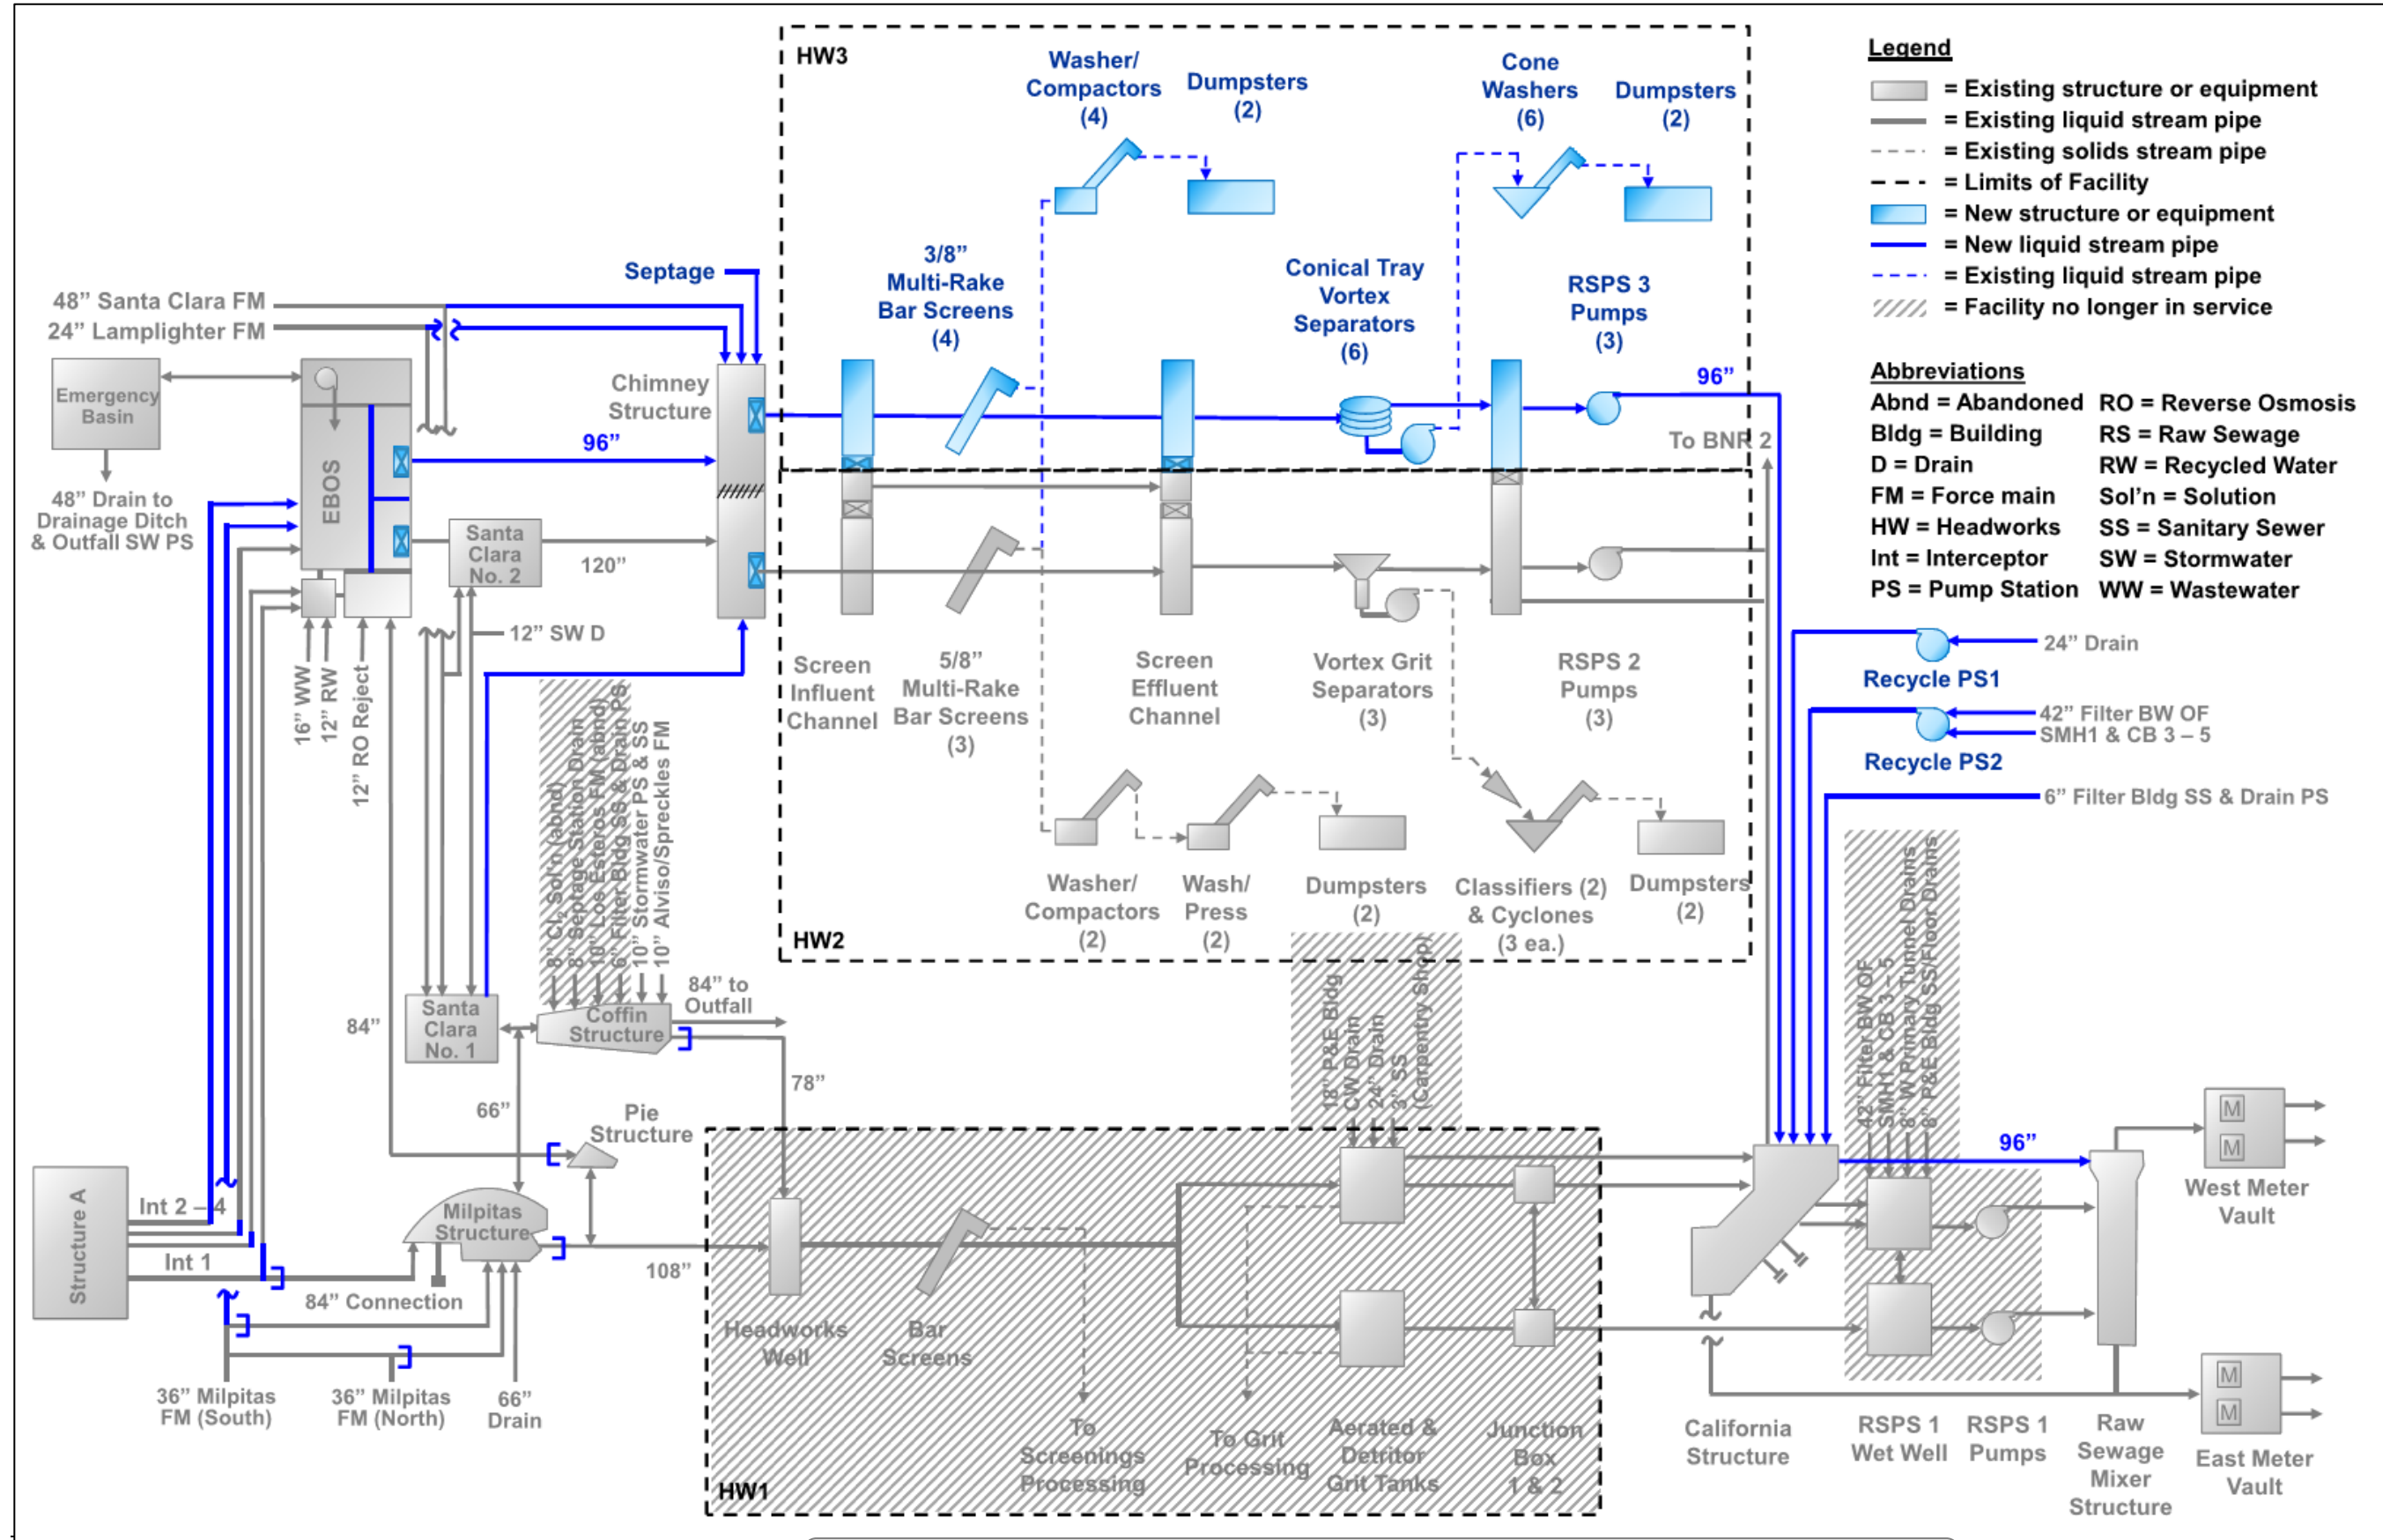 HW3
Washer/
Compactors
(4)
Dumpsters
(2)
Cone
Washers
(6)
Dumpsters
(2)
3/8”
Multi-Rake
Bar Screens
(4)
Conical Tray
Vortex
Separators
(6)
RSPS 3
Pumps
(3)
96”
To BNR 2
Legend
= Existing structure or equipment
= Existing liquid stream pipe
= Existing solids stream pipe
= Limits of Facility
= New structure or equipment
= New liquid stream pipe
= Existing liquid stream pipe
= Facility no longer in service
Abbreviations
Abnd = Abandoned
Bldg = Building
D = Drain
FM = Force main
HW = Headworks
Int = Interceptor
PS = Pump Station
RO = Reverse Osmosis
RS = Raw Sewage
RW = Recycled Water
Sol’n = Solution
SS = Sanitary Sewer
SW = Stormwater
WW = Wastewater
Septage
48” Santa Clara FM
24” Lamplighter FM
Emergency
Basin
48” Drain to
Drainage Ditch
& Outfall SW PS
EBOS
Chimney
Structure
96”
Santa
Clara
No. 2
120”
12” SW D
16” WW
12” RW
12” RO Reject
Screen
Influent
Channel
5/8”
Multi-Rake
Bar Screens
(3)
Screen
Effluent
Channel
Vortex Grit
Separators
(3)
RSPS 2
Pumps
(3)
24” Drain
Recycle PS1
42” Filter BW OF
SMH1 & CB 3 – 5
Recycle PS2
6” Filter Bldg SS & Drain PS
Washer/
Compactors
(2)
Wash/
Press
(2)
Dumpsters
(2)
Classifiers (2)
& Cyclones
(3 ea.)
Dumpsters
(2)
HW2
8” CL2 Sol’n (abnd)
8” Septage Station Drain
10” Los Esteros FM (abnd)
6” Filter Bldg SS & Drain PS
10” Stormwater PS & SS
10” Alviso/Spreckles FM
Santa
Clara
No. 1
Coffin
Structure
84” to
Outfall
84”
78”
66”
Pie
Structure
Structure A
Int 2 – 4
Int 1
Milpitas
Structure
84” Connection
108”
36” Milpitas
FM (South)
36” Milpitas
FM (North)
66”
Drain
18” P&E Bldg
CW Drain
24” Drain
3” SS
(Carpentry Shop)
Headworks
Well
Bar
Screens
To
Screenings
Processing
To Grit
Processing
Aerated &
Detritor
Grit Tanks
Junction
Box
1 & 2
HW1
42” Filter BW OF
SMH1 & CB 3 – 5
8” W Primary Tunnel Drains
8” P&E Bldg SS/Floor Drains
96”
California
Structure
RSPS 1
Wet Well
RSPS 1
Pumps
Raw
Sewage
Mixer
Structure
M
M
West Meter
Vault
M
M
East Meter
Vault